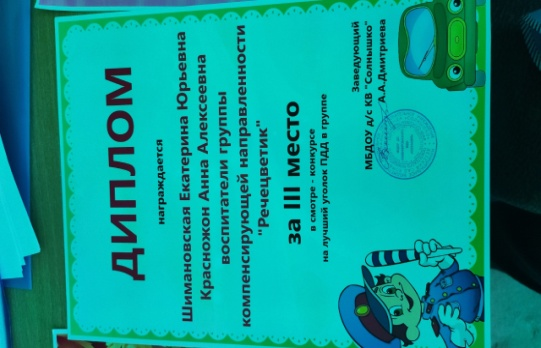 ДИПЛОМ
награждается
Шимановская Екатерина Юрьевна
Красножон Анна Алексеевна
воспитатели группы
компенсирующей направленности
"Речецветик"
за III место
в смотре - конкурсе
на лучший уголок ПДД в группе
Заведующий
МБДОУ д/с КВ "Солнышко"
А.А.Дмитриева